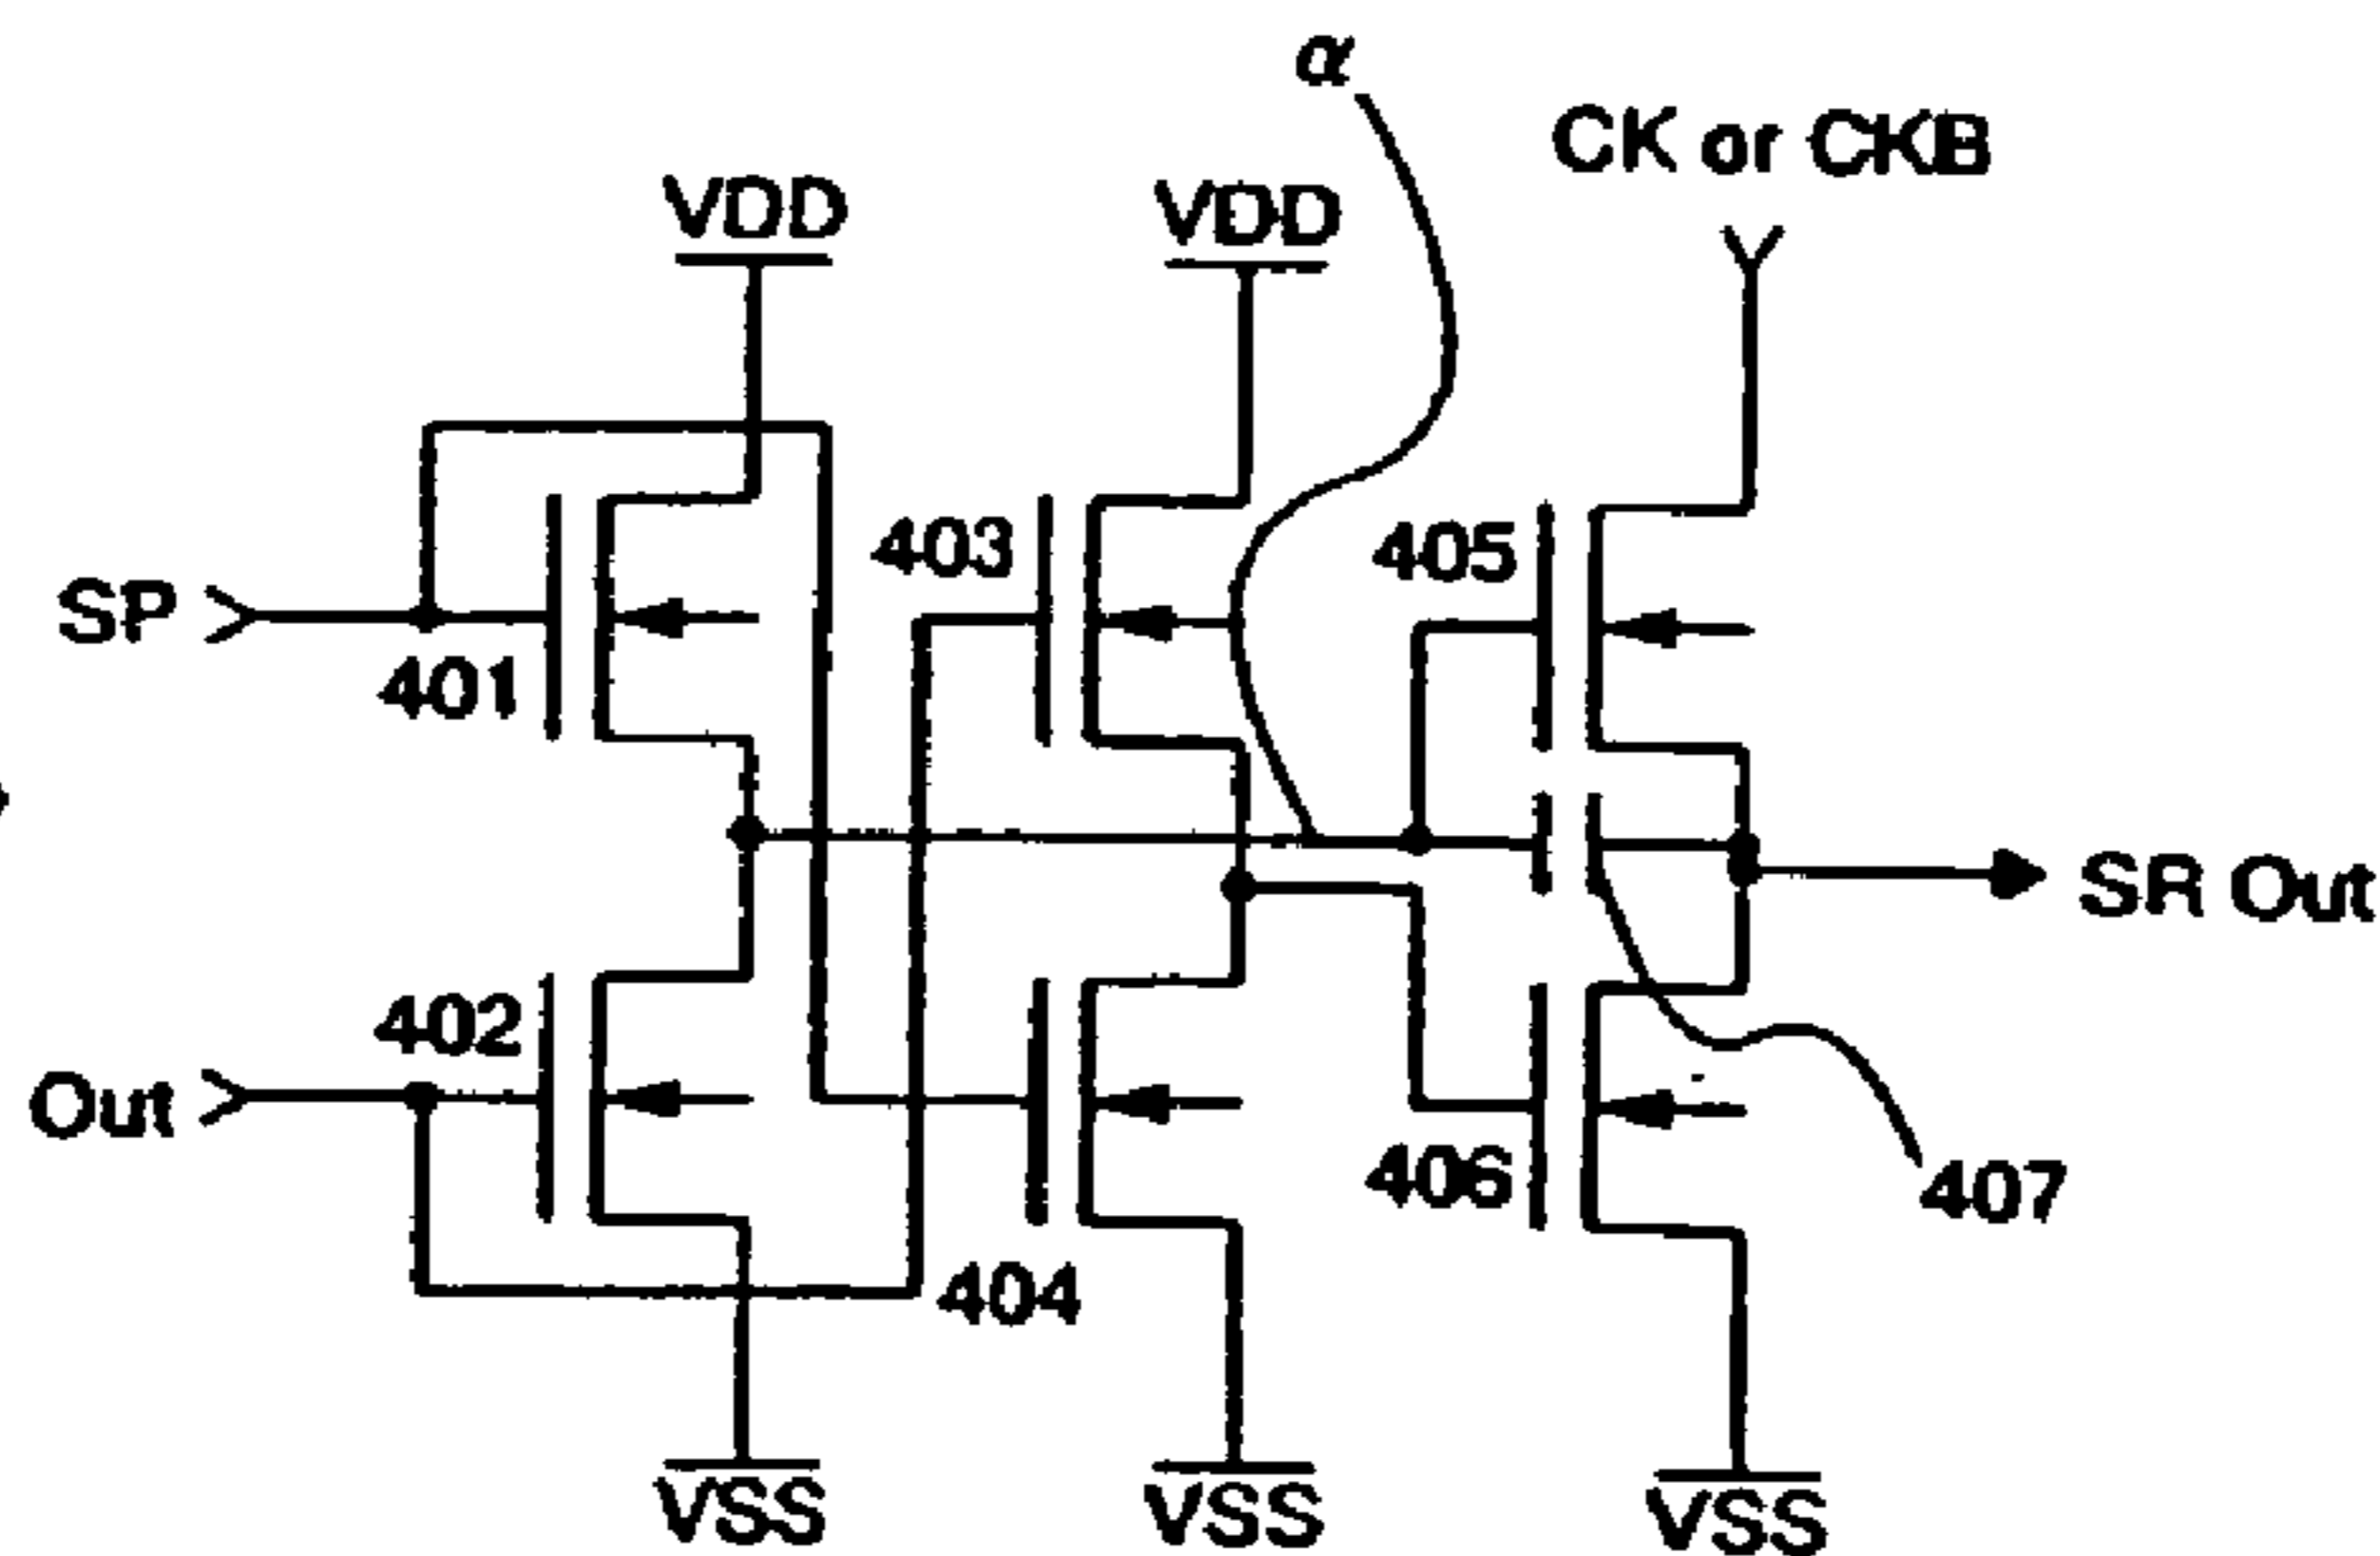 α
CK or CKB
VDD
VDD
403
405
SP
401
SR Out
402
Out
406
407
404
VSS
VSS
VSS